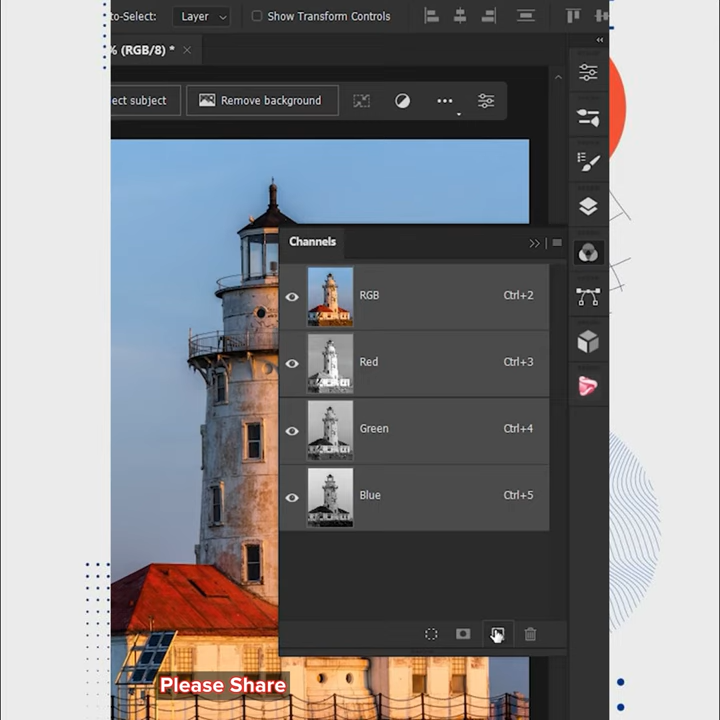 to-Select: Layer Show Transform Controls
% (RGB/8) * ×
ect subject Remove background
Channels
RGB Ctrl+2
Red Ctrl+3
Green Ctrl+4
Blue Ctrl+5
Please Share